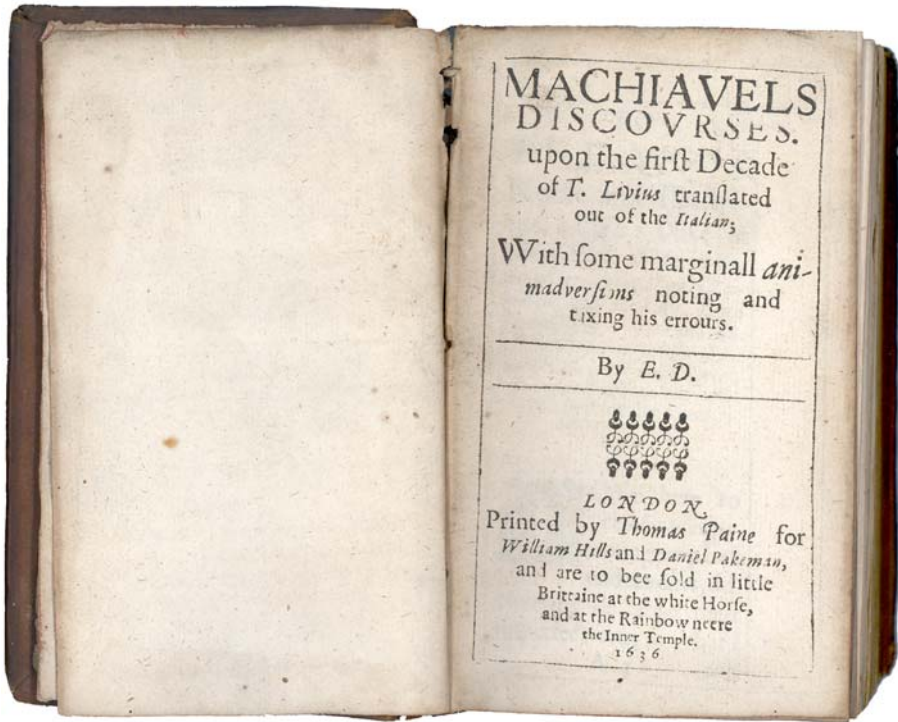 MACHIAVELS
DISCOVRSES.
upon the firſt Decade
of T. Livius tranſlated
out of the Italian;
With ſome marginall ani-
madverſions noting and
taxing his errours.
By E. D.
LONDON,
Printed by Thomas Paine for
William Hills and Daniel Pakeman,
and are to bee ſold in little
Brittaine at the white Horſe,
and at the Rainbow neere
the Inner Temple.
1636